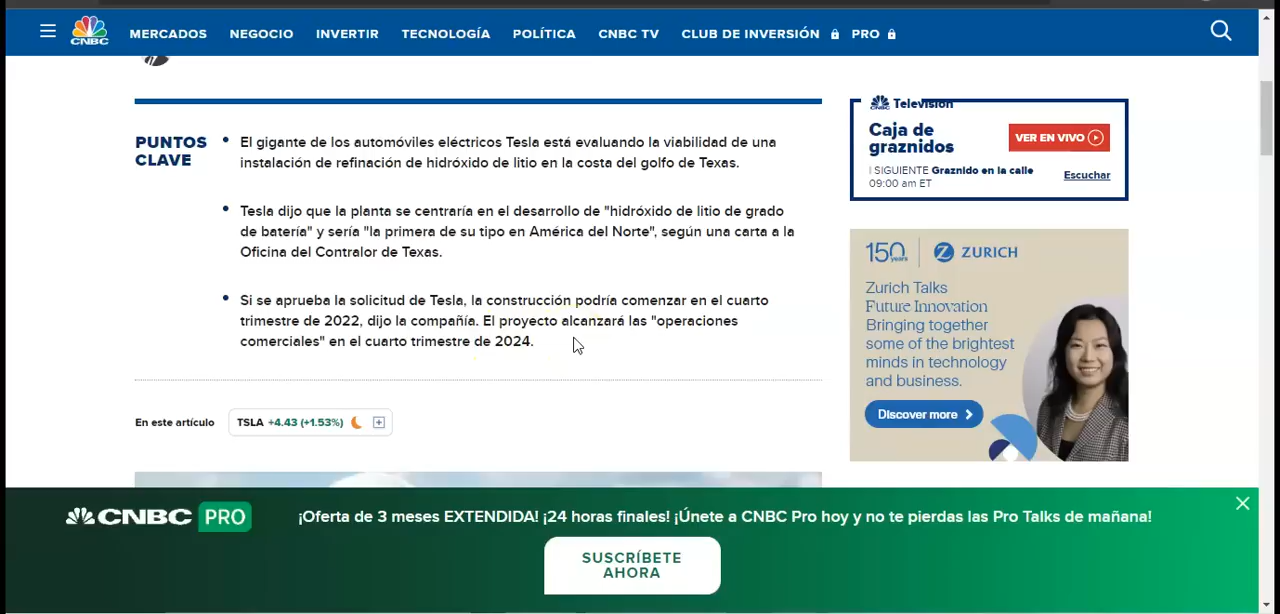 CNBC
MERCADOS NEGOCIO INVERTIR TECNOLOGÍA POLÍTICA CNBC TV CLUB DE INVERSIÓN PRO
PUNTOS
CLAVE
El gigante de los automóviles eléctricos Tesla está evaluando la viabilidad de una
instalación de refinación de hidróxido de litio en la costa del golfo de Texas.
Tesla dijo que la planta se centraría en el desarrollo de "hidróxido de litio de grado
de batería" y sería "la primera de su tipo en América del Norte", según una carta a la
Oficina del Contralor de Texas.
Si se aprueba la solicitud de Tesla, la construcción podría comenzar en el cuarto
trimestre de 2022, dijo la compañía. El proyecto alcanzará las "operaciones
comerciales" en el cuarto trimestre de 2024.
En este artículo TSLA +4.43 (+1.53%)
CNBC Televisión
Caja de
graznidos
VER EN VIVO
| SIGUIENTE Graznido en la calle
09:00 am ET
Escuchar
150 years ZURICH
Zurich Talks
Future Innovation
Bringing together
some of the brightest
minds in technology
and business.
Discover more
CNBC PRO
¡Oferta de 3 meses EXTENDIDA! ¡24 horas finales! ¡Únete a CNBC Pro hoy y no te pierdas las Pro Talks de mañana!
SUSCRÍBETE
AHORA